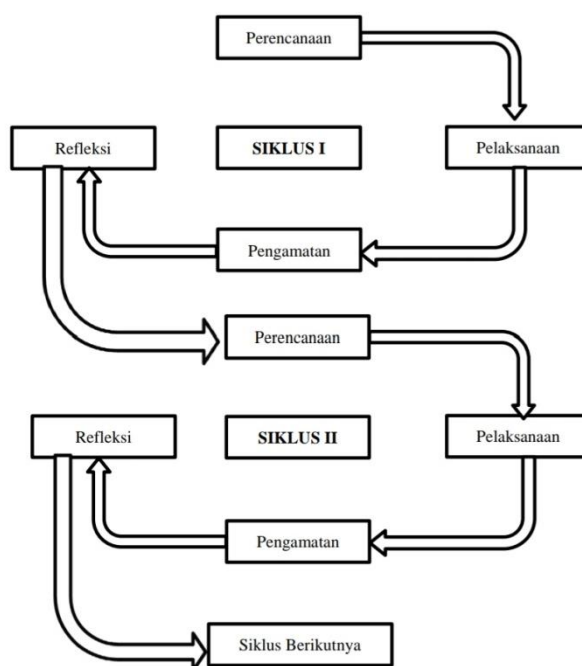 Perencanaan
Refleksi
SIKLUS I
Pelaksanaan
Pengamatan
Perencanaan
Refleksi
SIKLUS II
Pelaksanaan
Pengamatan
Siklus Berikutnya